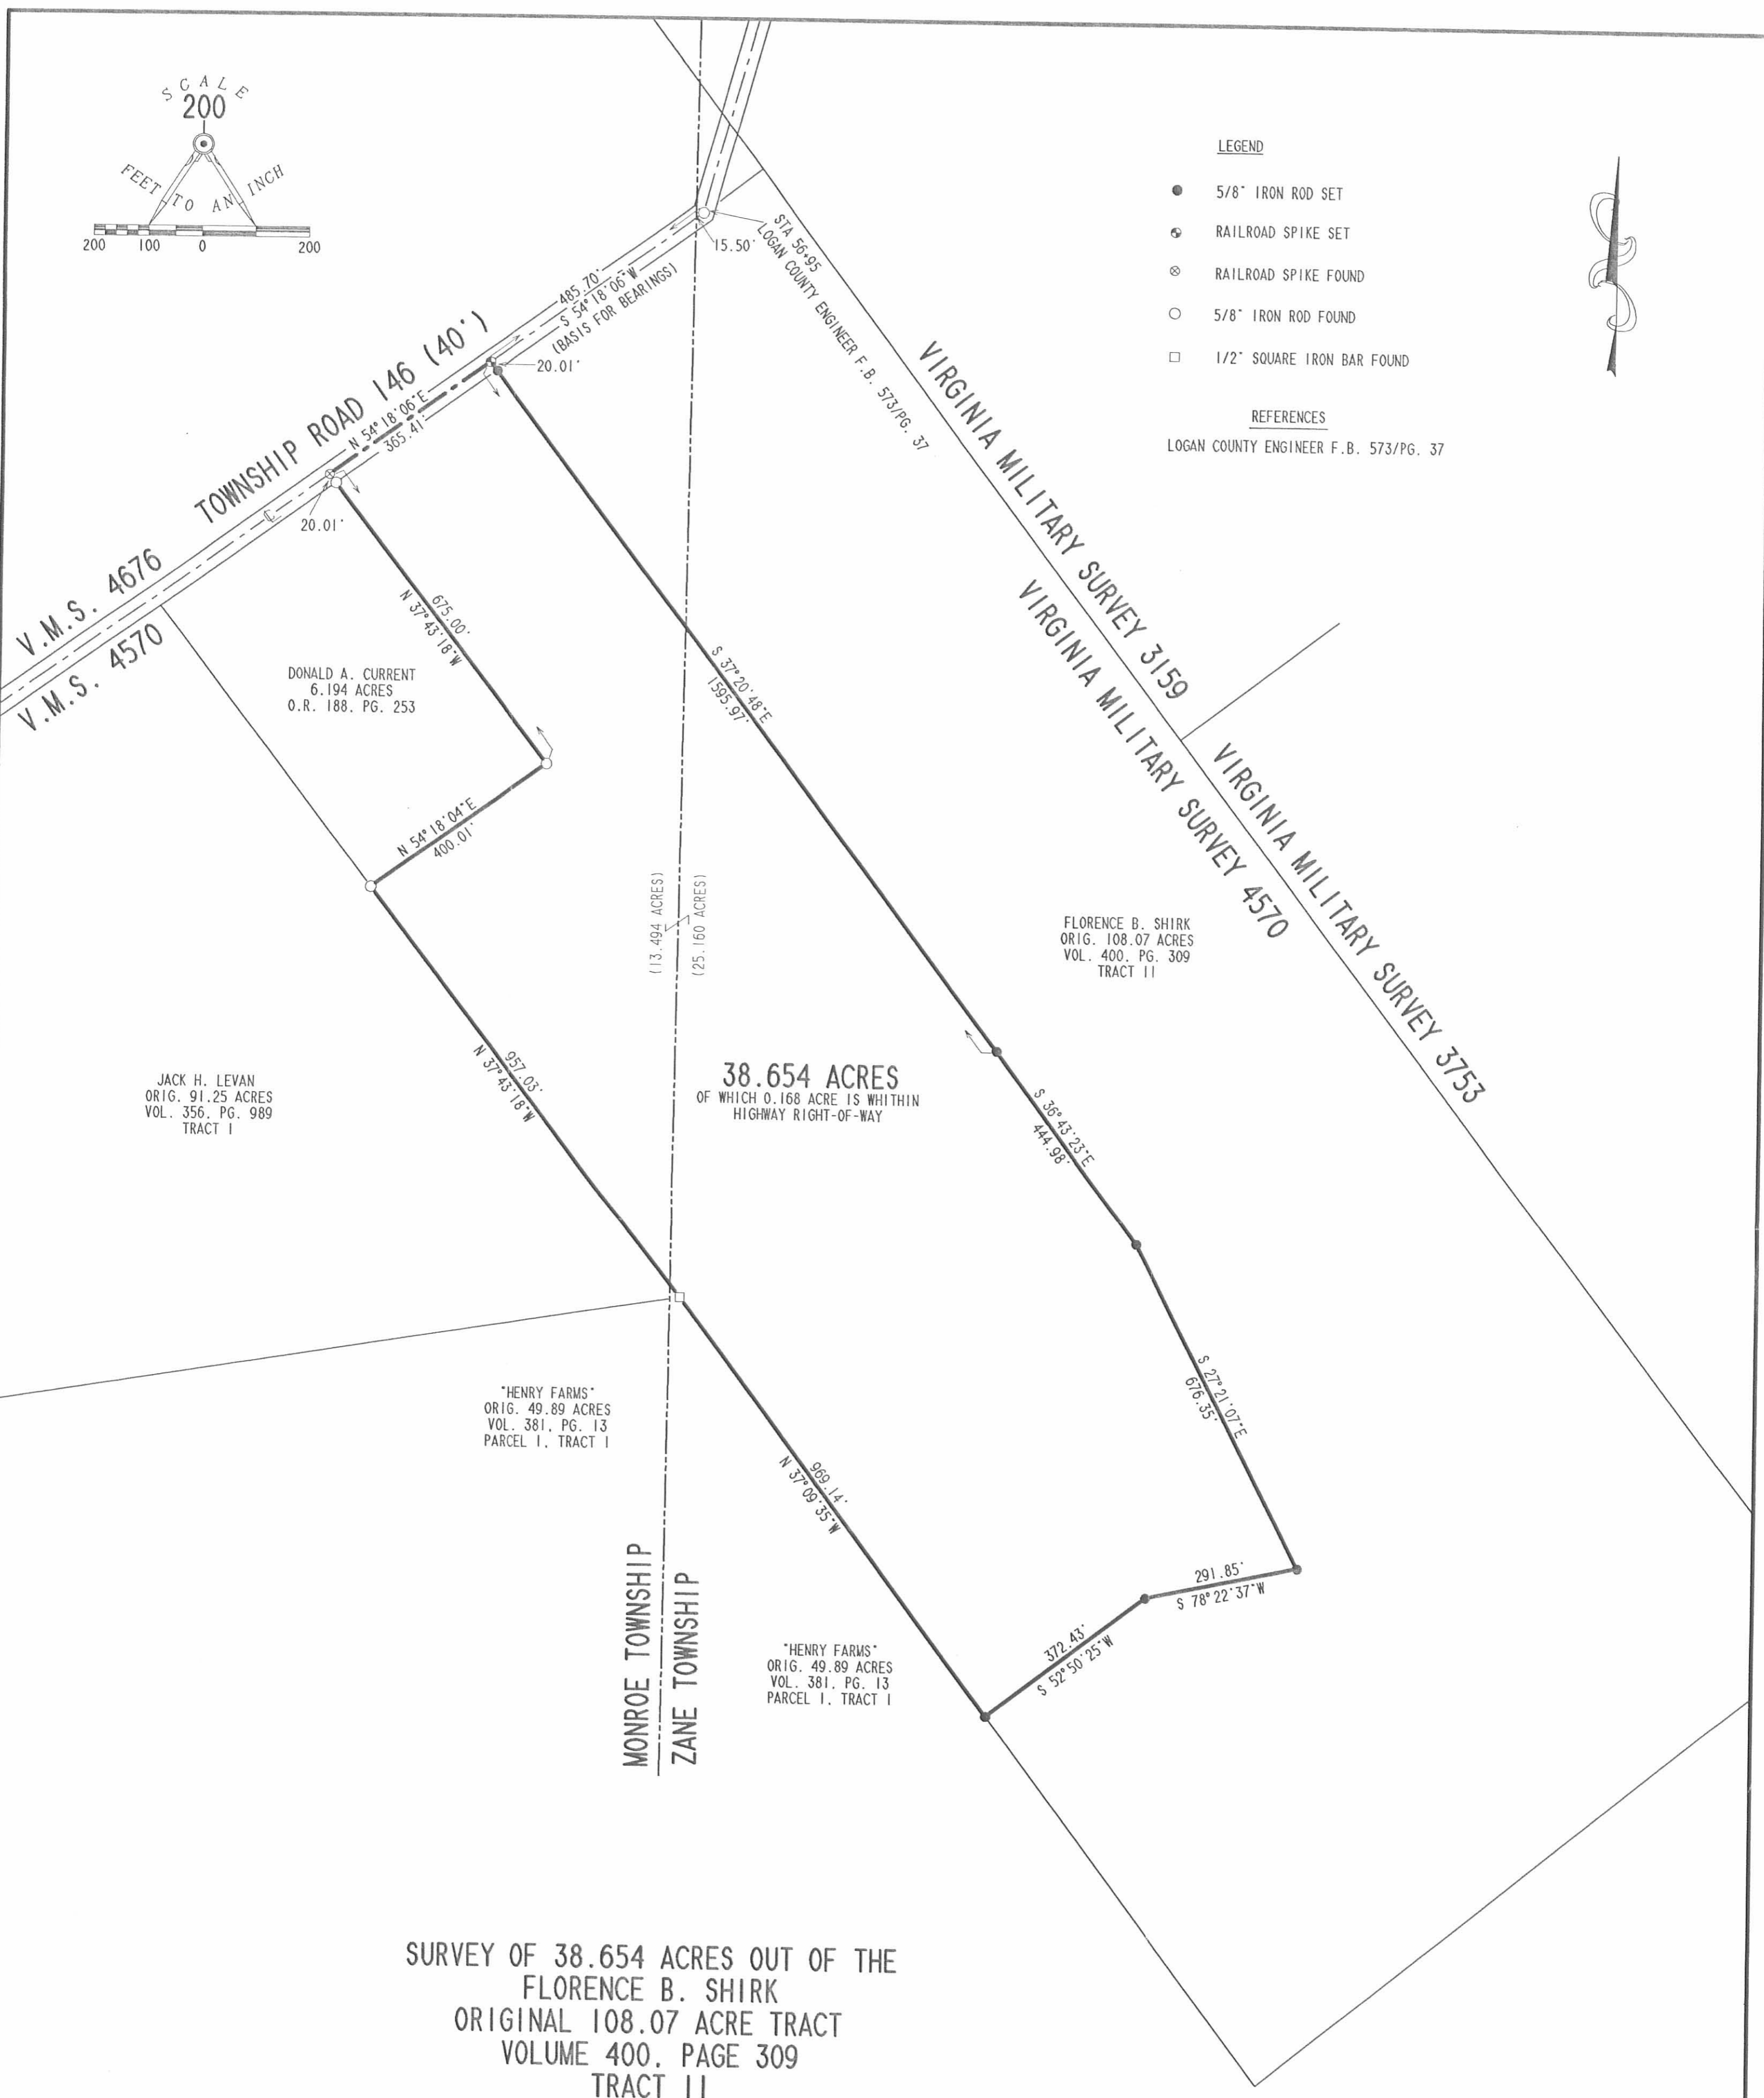 SCALE
200
FEET TO AN INCH
200 100 0 200
LEGEND
5/8" IRON ROD SET
RAILROAD SPIKE SET
RAILROAD SPIKE FOUND
5/8" IRON ROD FOUND
1/2" SQUARE IRON BAR FOUND
REFERENCES
LOGAN COUNTY ENGINEER F.B. 573/PG. 37
STA 56+95
LOGAN COUNTY ENGINEER F.B. 573/PG. 37
15.50'
485.70'
S 54°18'06"W
(BASIS FOR BEARINGS)
20.01'
TOWNSHIP ROAD 146 (40')
N 54°18'06"E
365.41'
20.01'
V.M.S. 4676
V.M.S. 4570
VIRGINIA MILITARY SURVEY 3159
VIRGINIA MILITARY SURVEY 4570
VIRGINIA MILITARY SURVEY 3753
675.00'
N 37°43'18"W
DONALD A. CURRENT
6.194 ACRES
O.R. 188, PG. 253
S 37°20'48"E
1595.97'
N 54°18'04"E
400.01'
(13.494 ACRES)
(25.160 ACRES)
FLORENCE B. SHIRK
ORIG. 108.07 ACRES
VOL. 400, PG. 309
TRACT II
957.03'
N 37°43'18"W
38.654 ACRES
OF WHICH 0.168 ACRE IS WHITHIN
HIGHWAY RIGHT-OF-WAY
JACK H. LEVAN
ORIG. 91.25 ACRES
VOL. 356, PG. 989
TRACT I
S 36°43'23"E
444.98'
S 27°21'07"E
676.35'
"HENRY FARMS"
ORIG. 49.89 ACRES
VOL. 381, PG. 13
PARCEL I, TRACT I
969.14'
N 37°09'35"W
291.85'
S 78°22'37"W
372.43'
S 52°50'25"W
MONROE TOWNSHIP
ZANE TOWNSHIP
"HENRY FARMS"
ORIG. 49.89 ACRES
VOL. 381, PG. 13
PARCEL I, TRACT I
SURVEY OF 38.654 ACRES OUT OF THE
FLORENCE B. SHIRK
ORIGINAL 108.07 ACRE TRACT
VOLUME 400, PAGE 309
TRACT II